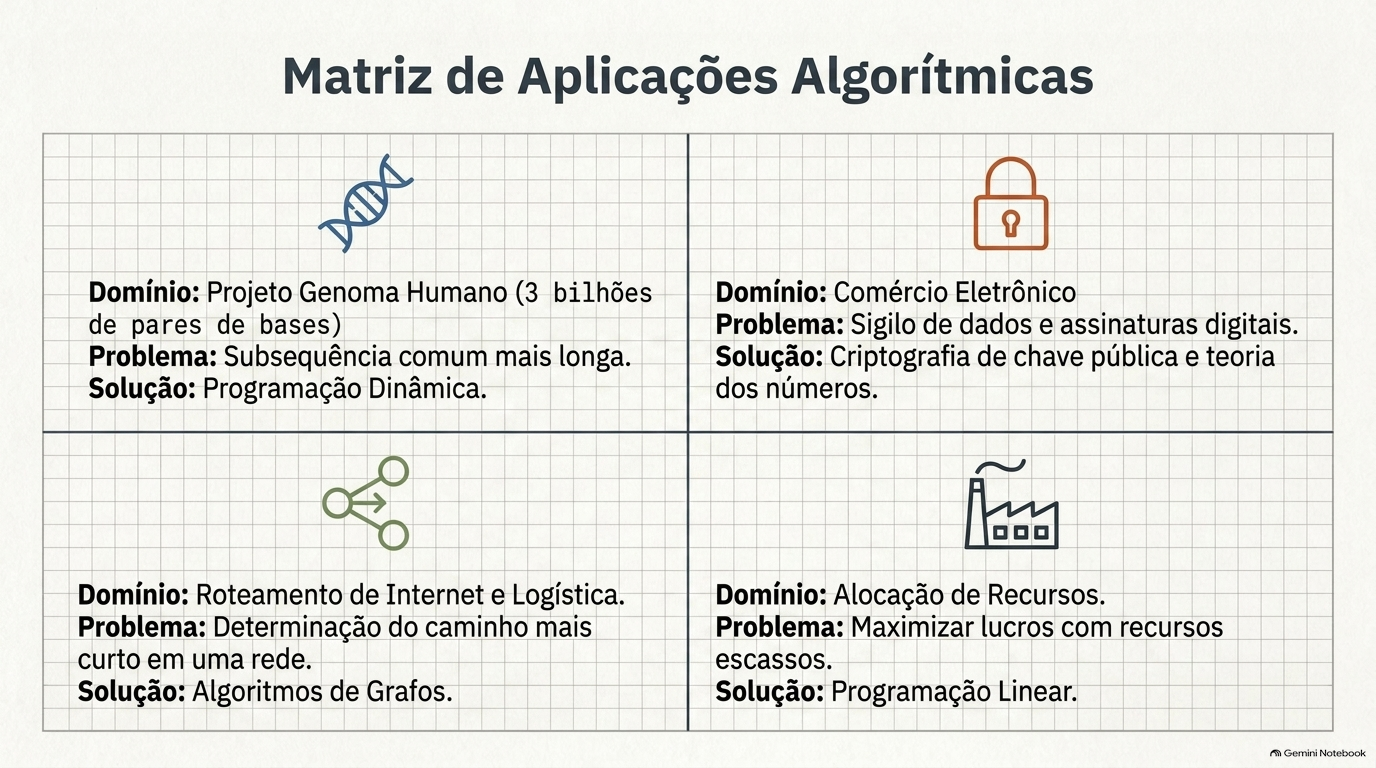 Matriz de Aplicações Algorítmicas
Domínio: Projeto Genoma Humano (3 bilhões
de pares de bases)
Problema: Subsequência comum mais longa.
Solução: Programação Dinâmica.
Domínio: Comércio Eletrônico
Problema: Sigilo de dados e assinaturas digitais.
Solução: Criptografia de chave pública e teoria
dos números.
Domínio: Roteamento de Internet e Logística.
Problema: Determinação do caminho mais
curto em uma rede.
Solução: Algoritmos de Grafos.
Domínio: Alocação de Recursos.
Problema: Maximizar lucros com recursos
escassos.
Solução: Programação Linear.
Gemini Notebook